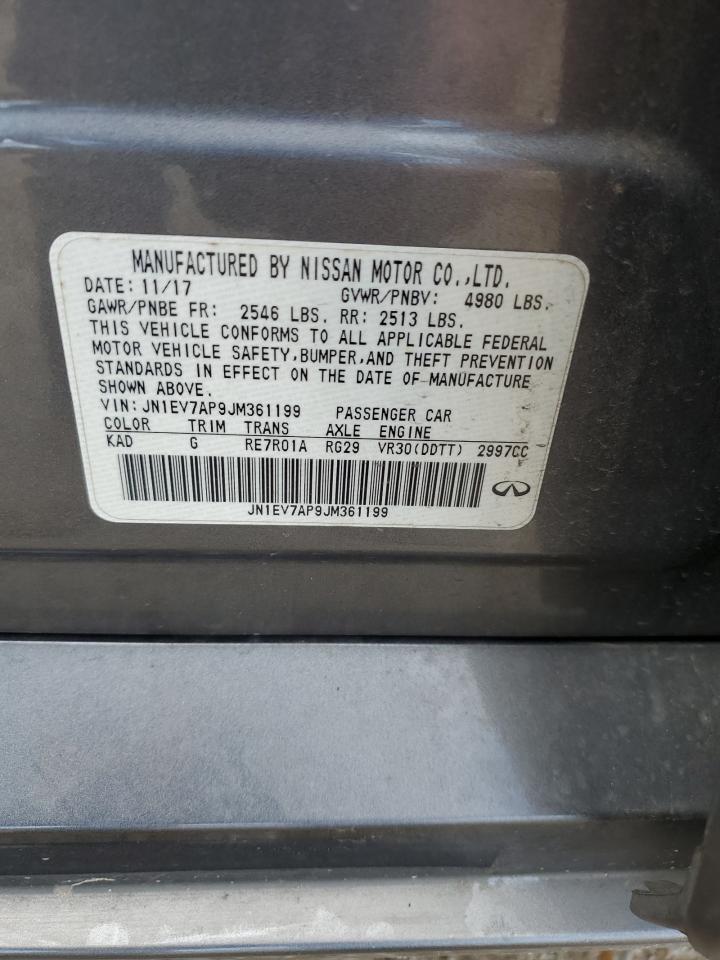 MANUFACTURED BY NISSAN MOTOR CO.,LTD.
DATE: 11/17 GVWR/PNBV: 4980 LBS.
GAWR/PNBE FR: 2546 LBS. RR: 2513 LBS.
THIS VEHICLE CONFORMS TO ALL APPLICABLE FEDERAL
MOTOR VEHICLE SAFETY,BUMPER,AND THEFT PREVENTION
STANDARDS IN EFFECT ON THE DATE OF MANUFACTURE
SHOWN ABOVE.
VIN: JN1EV7AP9JM361199 PASSENGER CAR
COLOR TRIM TRANS AXLE ENGINE
KAD G RE7R01A RG29 VR30(DDTT) 2997CC
JN1EV7AP9JM361199